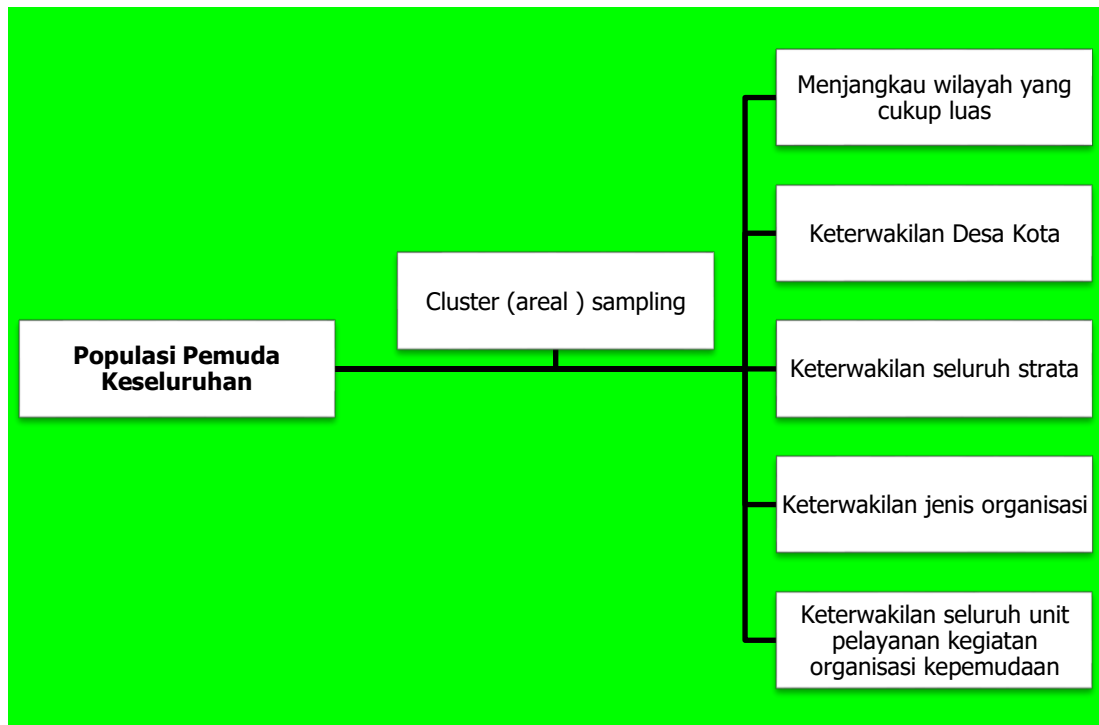 Populasi Pemuda
Keseluruhan
Cluster (areal ) sampling
Menjangkau wilayah yang
cukup luas
Keterwakilan Desa Kota
Keterwakilan seluruh strata
Keterwakilan jenis organisasi
Keterwakilan seluruh unit
pelayanan kegiatan
organisasi kepemudaan